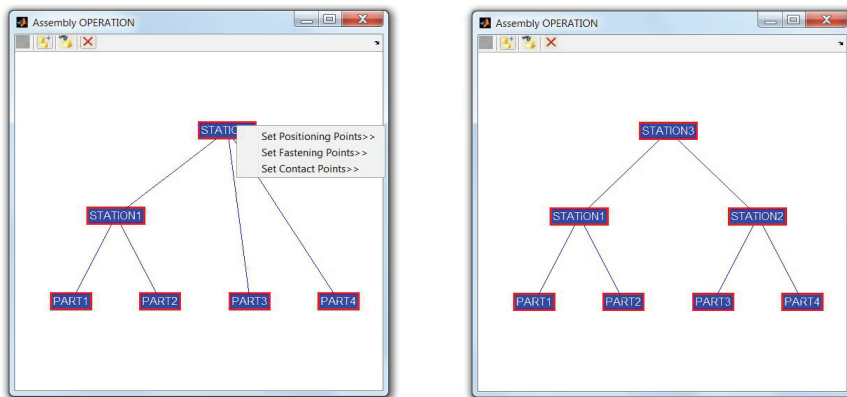 Assembly OPERATION
STATIO
Set Positioning Points>>
Set Fastening Points>>
Set Contact Points>>
STATION1
PART1 PART2 PART3 PART4
Assembly OPERATION
STATION3
STATION1 STATION2
PART1 PART2 PART3 PART4